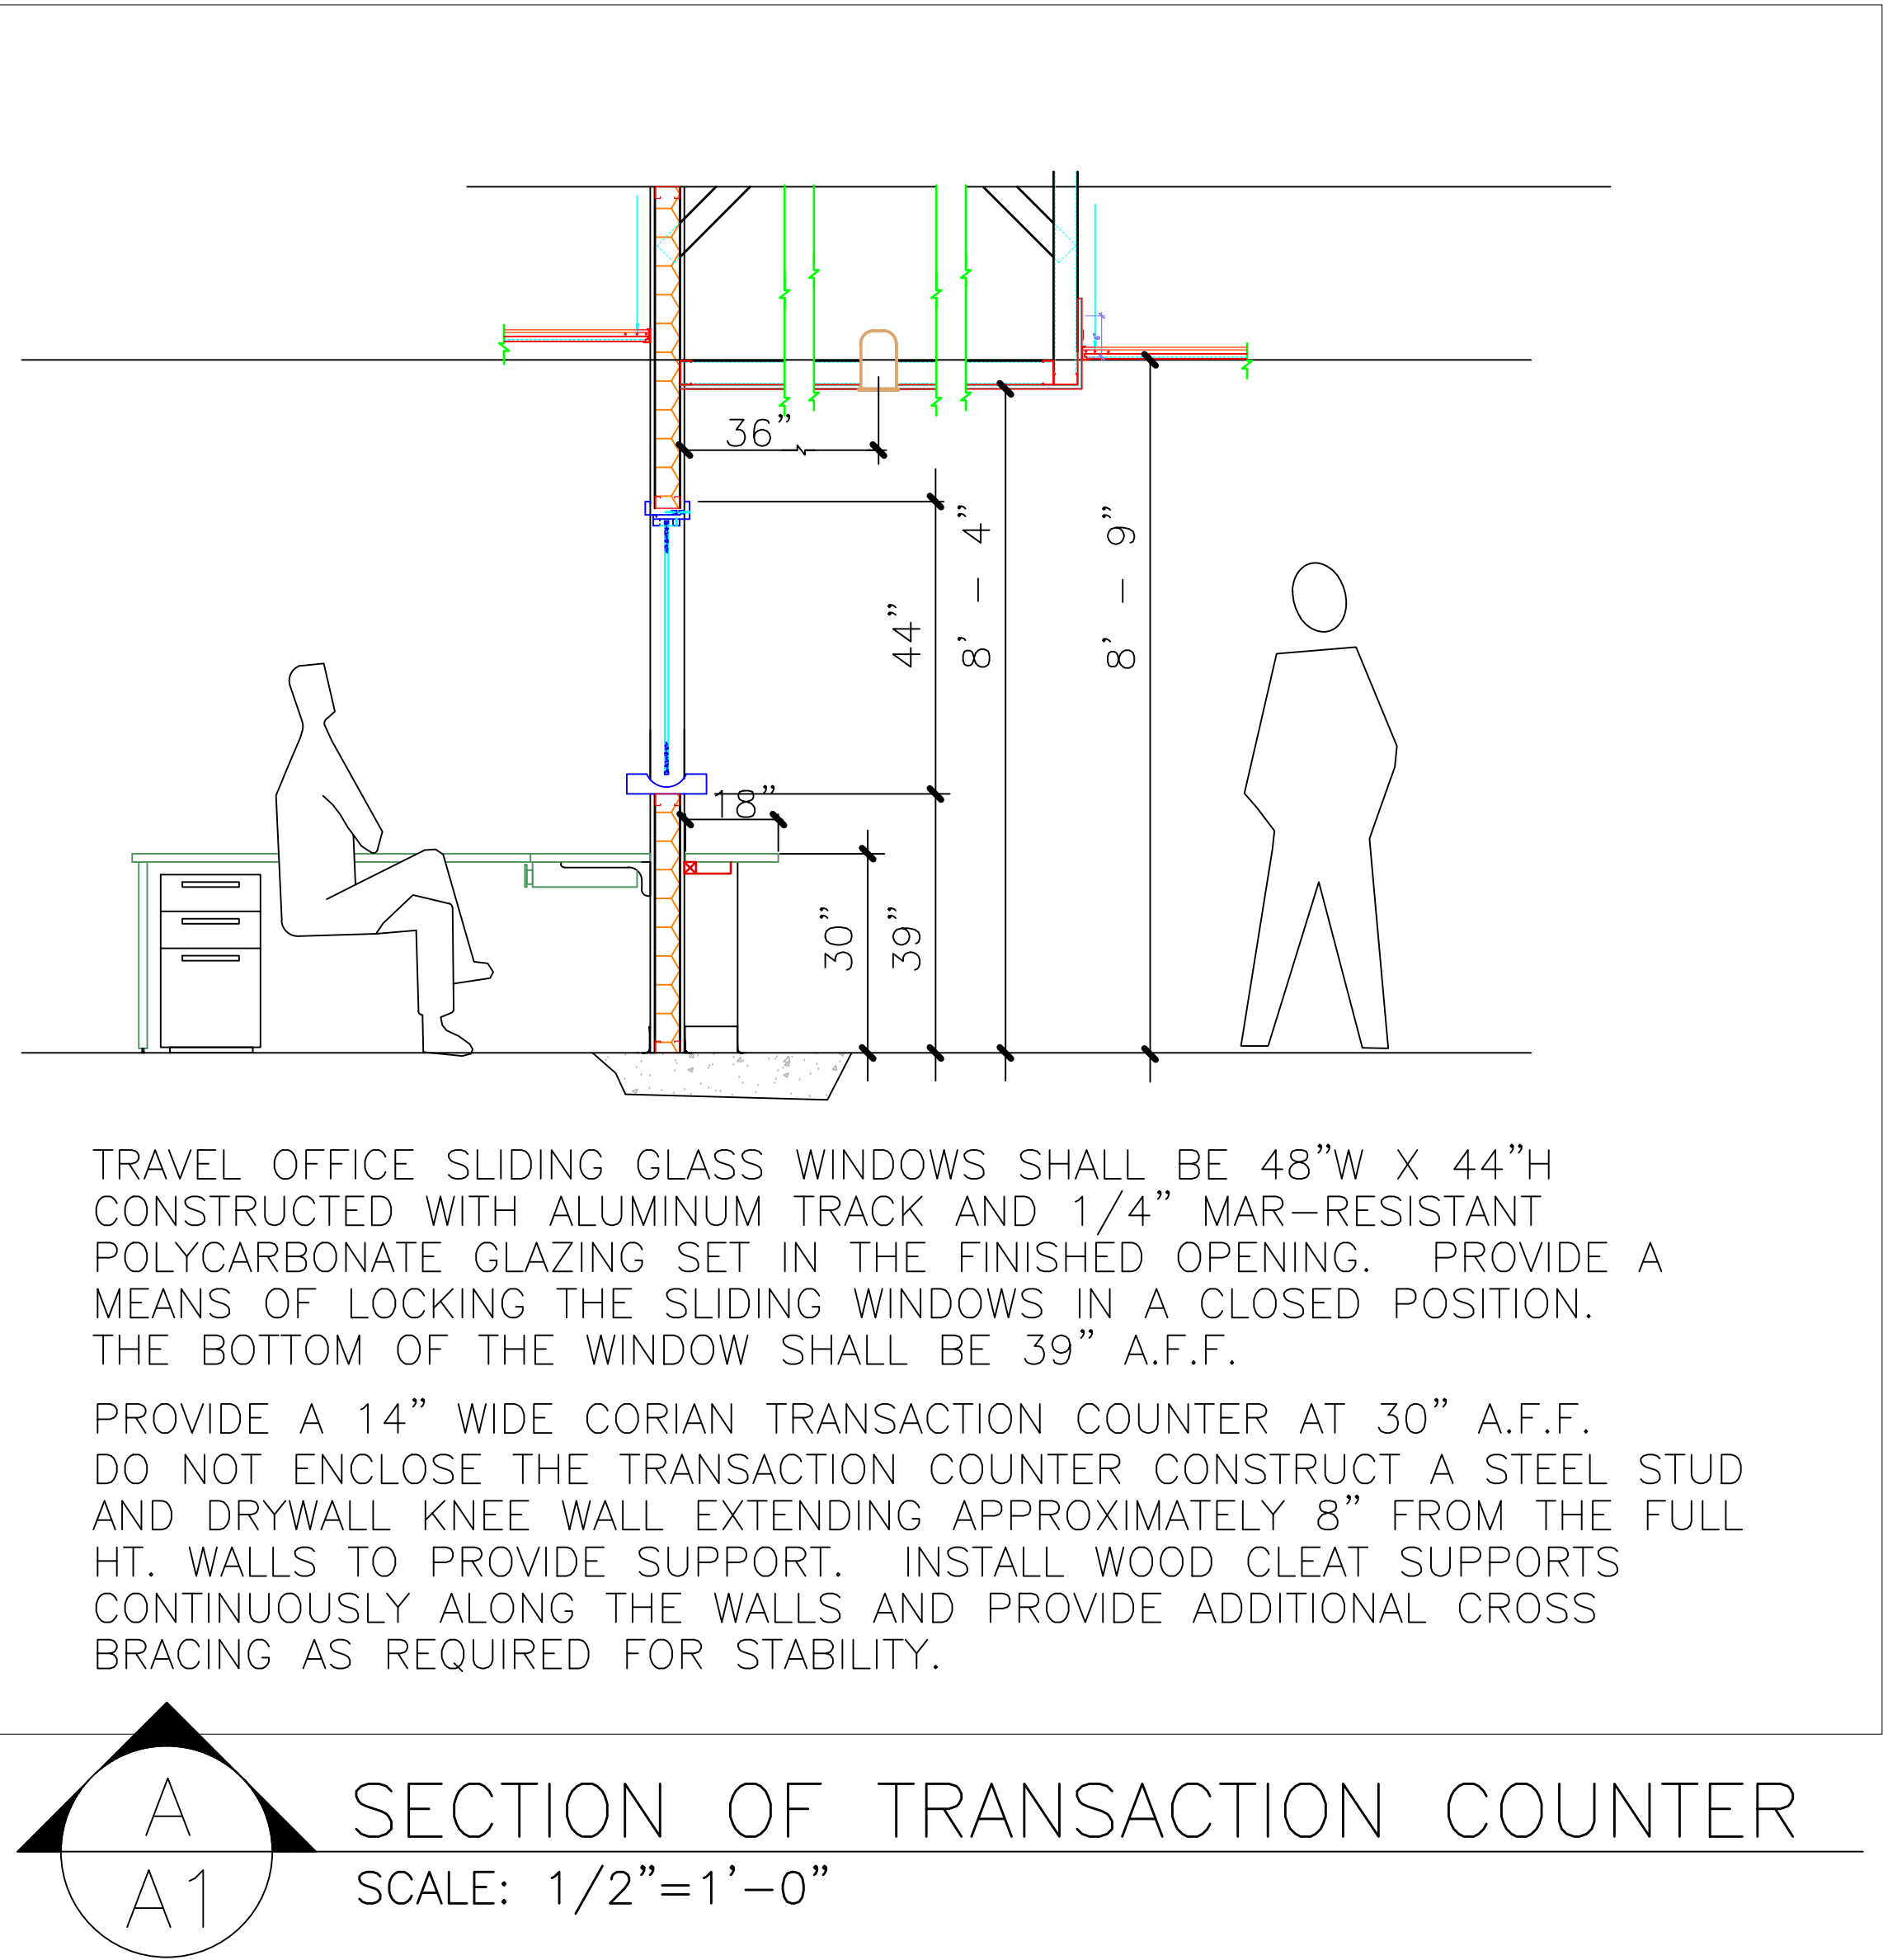 36”
44”
8’ - 4”
8’ - 9”
6"
18”
30”
39”
TRAVEL OFFICE SLIDING GLASS WINDOWS SHALL BE 48”W X 44”H
CONSTRUCTED WITH ALUMINUM TRACK AND 1/4” MAR-RESISTANT
POLYCARBONATE GLAZING SET IN THE FINISHED OPENING. PROVIDE A
MEANS OF LOCKING THE SLIDING WINDOWS IN A CLOSED POSITION.
THE BOTTOM OF THE WINDOW SHALL BE 39” A.F.F.
PROVIDE A 14” WIDE CORIAN TRANSACTION COUNTER AT 30” A.F.F.
DO NOT ENCLOSE THE TRANSACTION COUNTER CONSTRUCT A STEEL STUD
AND DRYWALL KNEE WALL EXTENDING APPROXIMATELY 8” FROM THE FULL
HT. WALLS TO PROVIDE SUPPORT. INSTALL WOOD CLEAT SUPPORTS
CONTINUOUSLY ALONG THE WALLS AND PROVIDE ADDITIONAL CROSS
BRACING AS REQUIRED FOR STABILITY.
A
A1
SECTION OF TRANSACTION COUNTER
SCALE: 1/2”=1’-0”